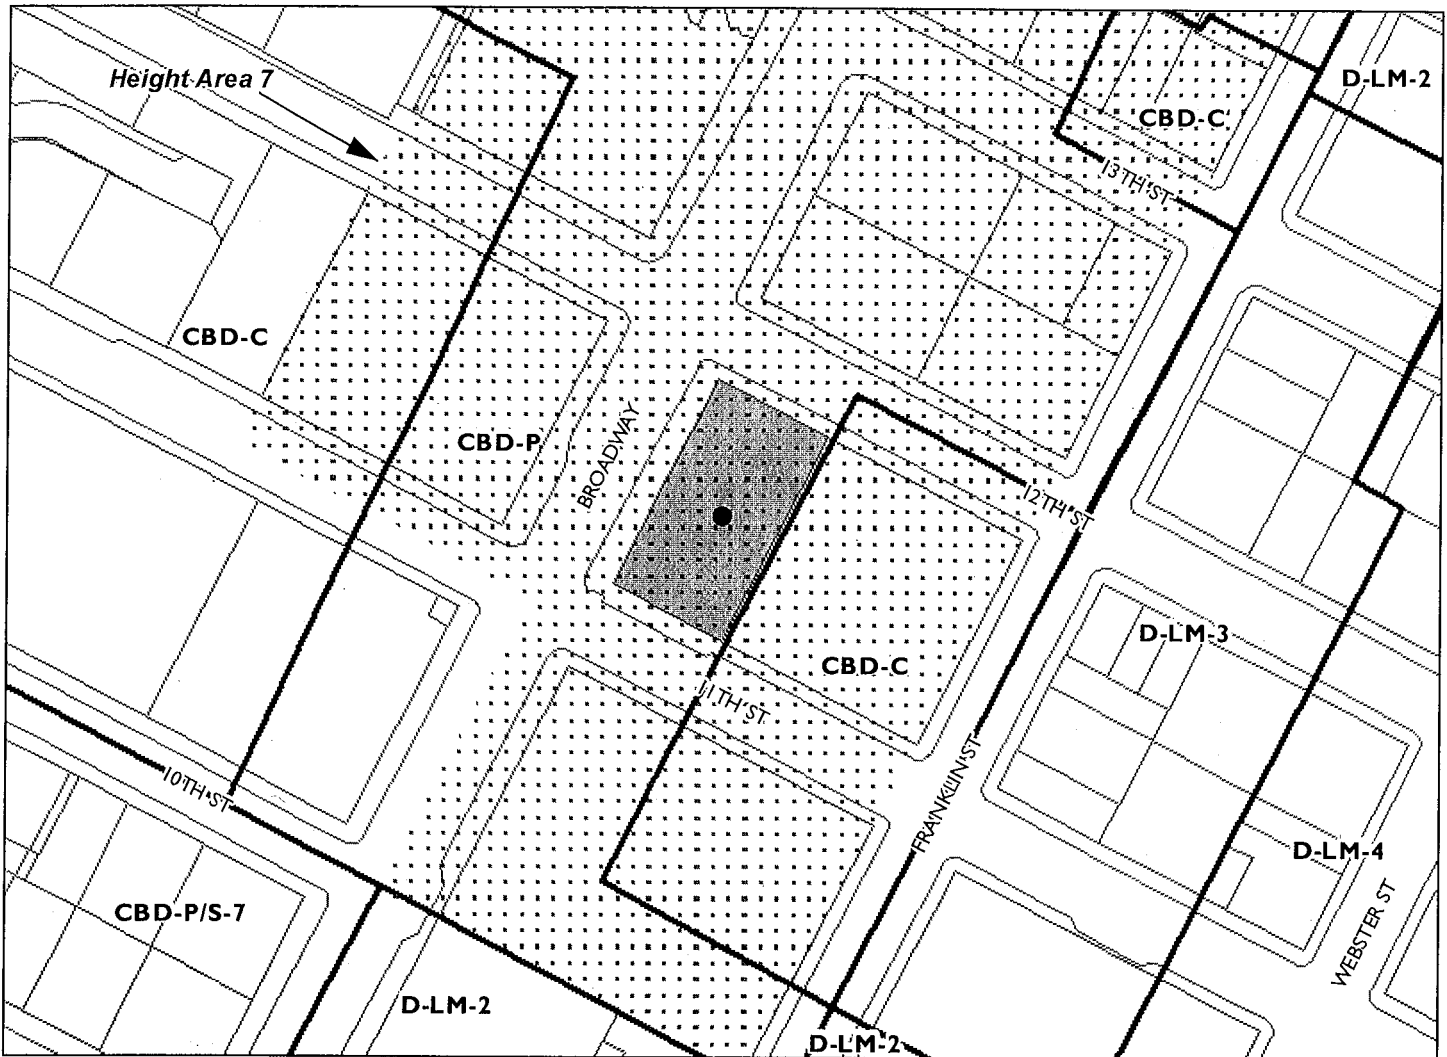 Height Area 7
D-LM-2
CBD-C
13TH ST
CBD-C
CBD-P
BROADWAY
12TH ST
D-LM-3
CBD-C
11TH ST
10TH ST
FRANKLIN ST
D-LM-4
CBD-P/S-7
WEBSTER ST
D-LM-2
D-LM-2